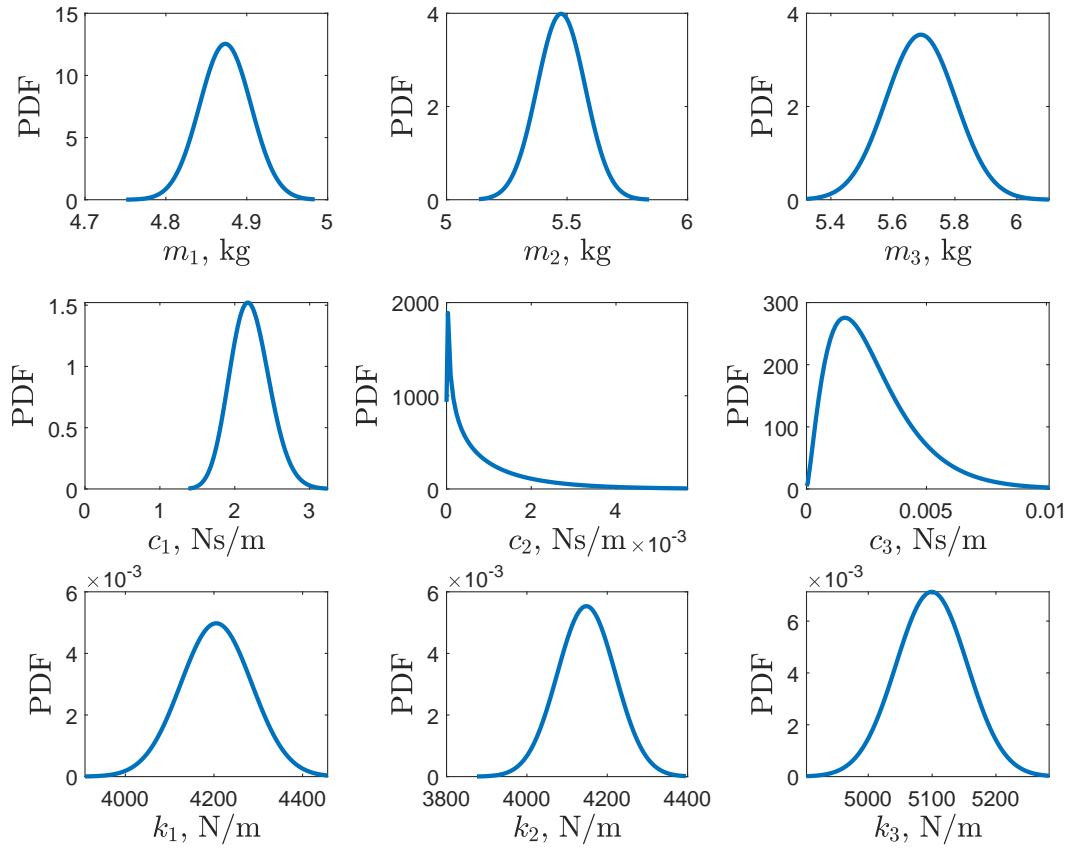 PDF
15
10
5
0
4.7 4.8 4.9 5
m₁, kg
PDF
4
2
0
5 5.5 6
m₂, kg
PDF
4
2
0
5.4 5.6 5.8 6
m₃, kg
PDF
1.5
1
0.5
0
0 1 2 3
c₁, Ns/m
PDF
2000
1000
0
0 2 4
c₂, Ns/m ×10⁻³
PDF
300
200
100
0
0 0.005 0.01
c₃, Ns/m
×10⁻³
PDF
6
4
2
0
4000 4200 4400
k₁, N/m
PDF
6
4
2
0
3800 4000 4200 4400
k₂, N/m
×10⁻³
PDF
6
4
2
0
5000 5100 5200
k₃, N/m
×10⁻³